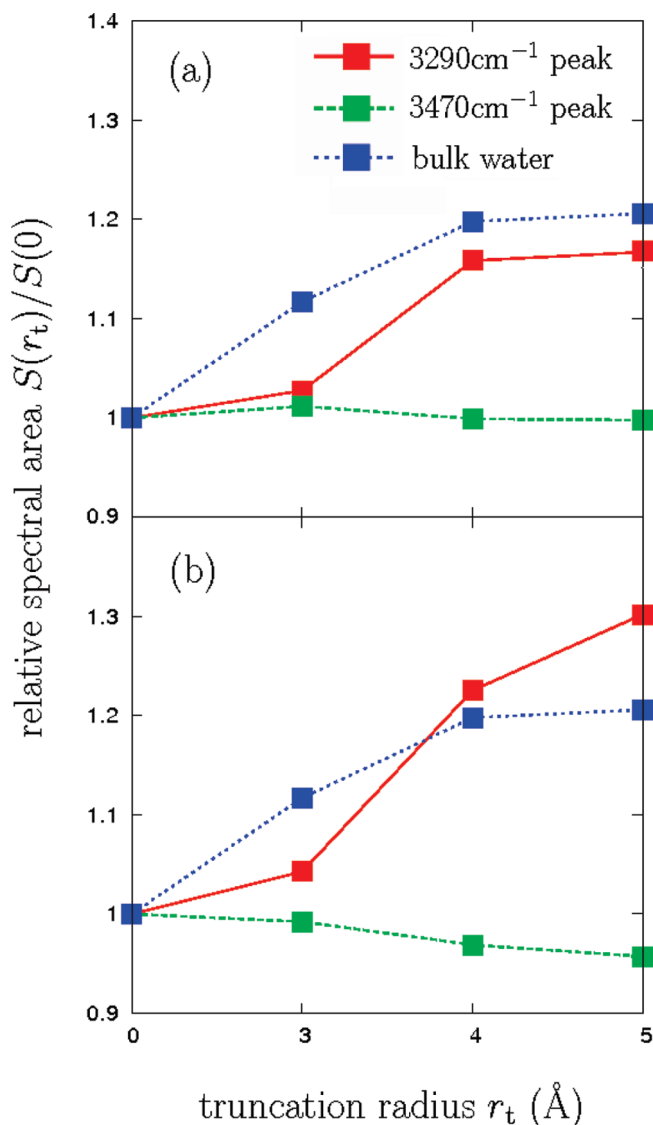 1.4
(a)
3290cm⁻¹ peak
3470cm⁻¹ peak
bulk water
1.3
1.2
1.1
1
0.9
relative spectral area S(rₜ)/S(0)
(b)
1.3
1.2
1.1
1
0.9
0 3 4 5
truncation radius rₜ (Å)